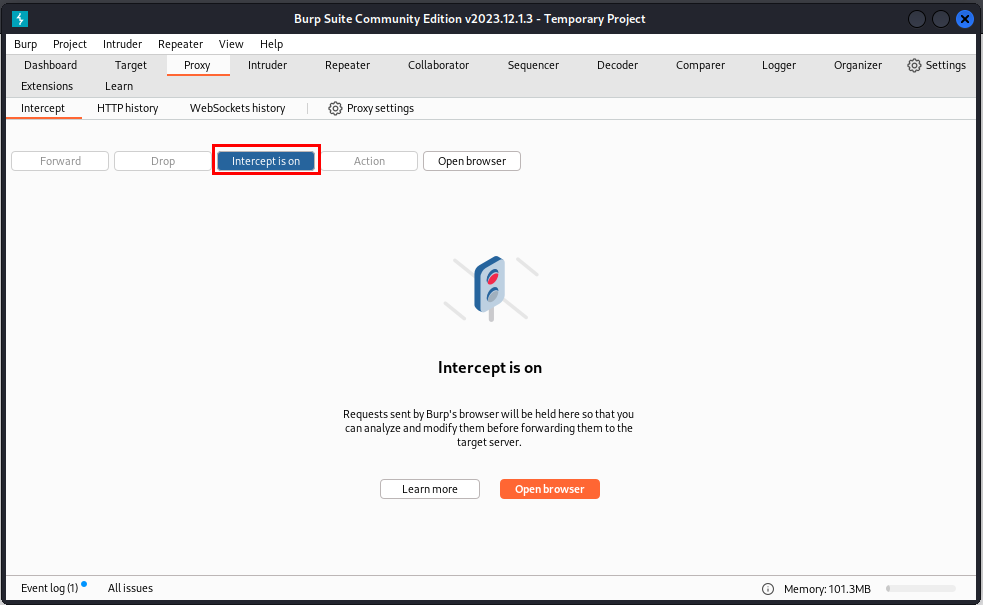 Burp Suite Community Edition v2023.12.1.3 - Temporary Project
Burp Project Intruder Repeater View Help
Dashboard Target Proxy Intruder Repeater Collaborator Sequencer Decoder Comparer Logger Organizer Settings
Extensions Learn
Intercept HTTP history WebSockets history Proxy settings
Forward Drop Intercept is on Action Open browser
Intercept is on
Requests sent by Burp's browser will be held here so that you
can analyze and modify them before forwarding them to the
target server.
Learn more Open browser
Event log (1) All issues Memory: 101.3MB